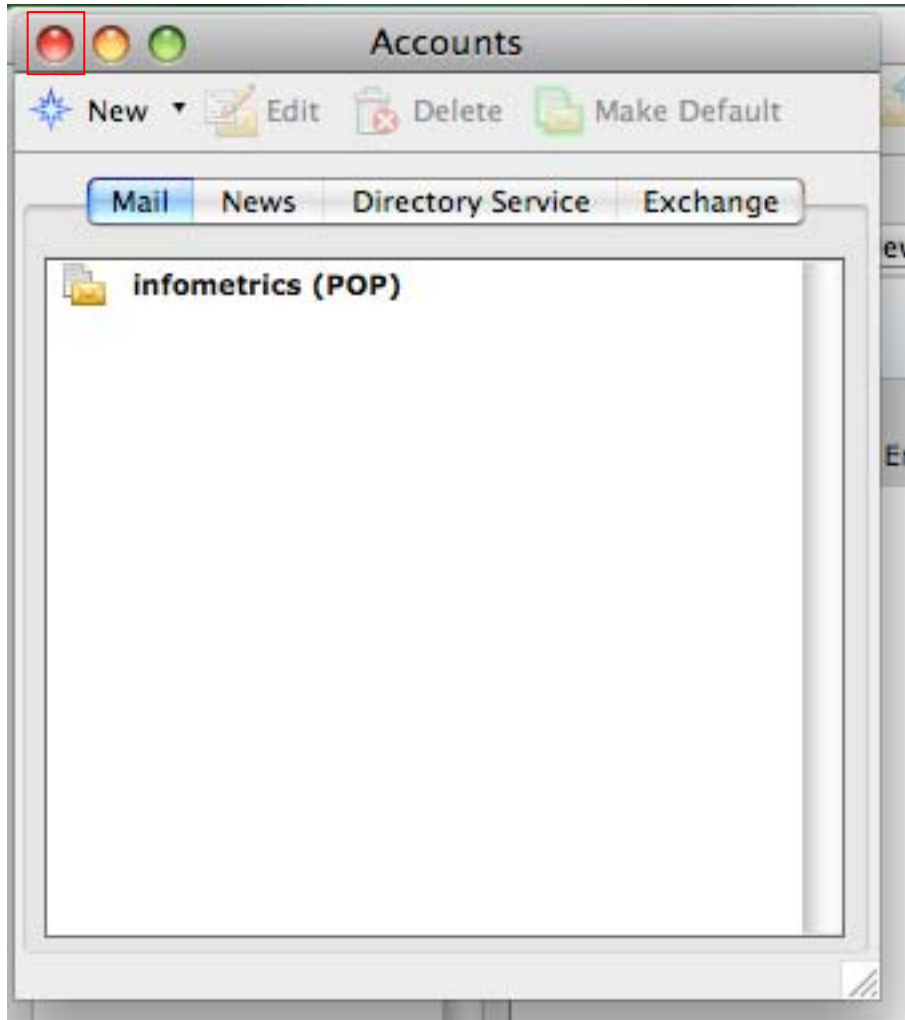 Accounts
New Edit Delete Make Default
Mail News Directory Service Exchange
infometrics (POP)